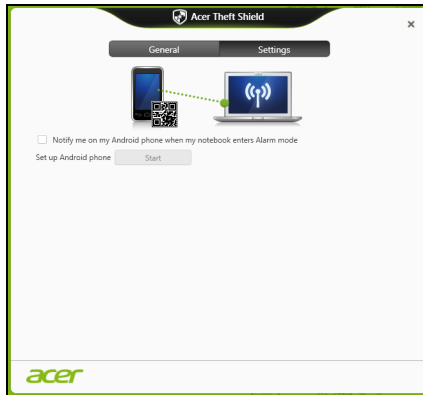 Acer Theft Shield
General Settings
Notify me on my Android phone when my notebook enters Alarm mode
Set up Android phone Start
acer